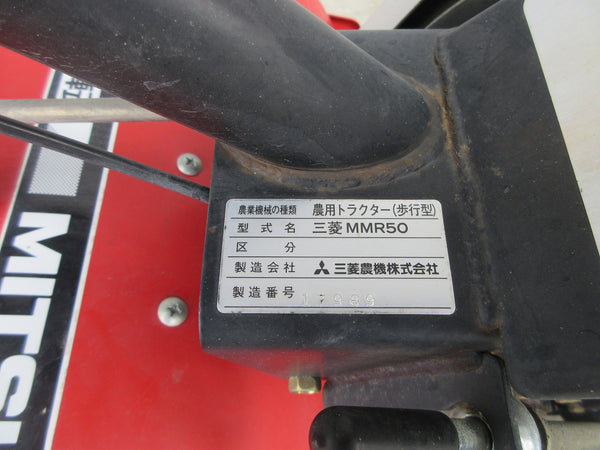 農業機械の種類 農用トラクター(歩行型)
型式名 三菱MMR50
区分
製造会社 三菱農機株式会社
製造番号
MITS